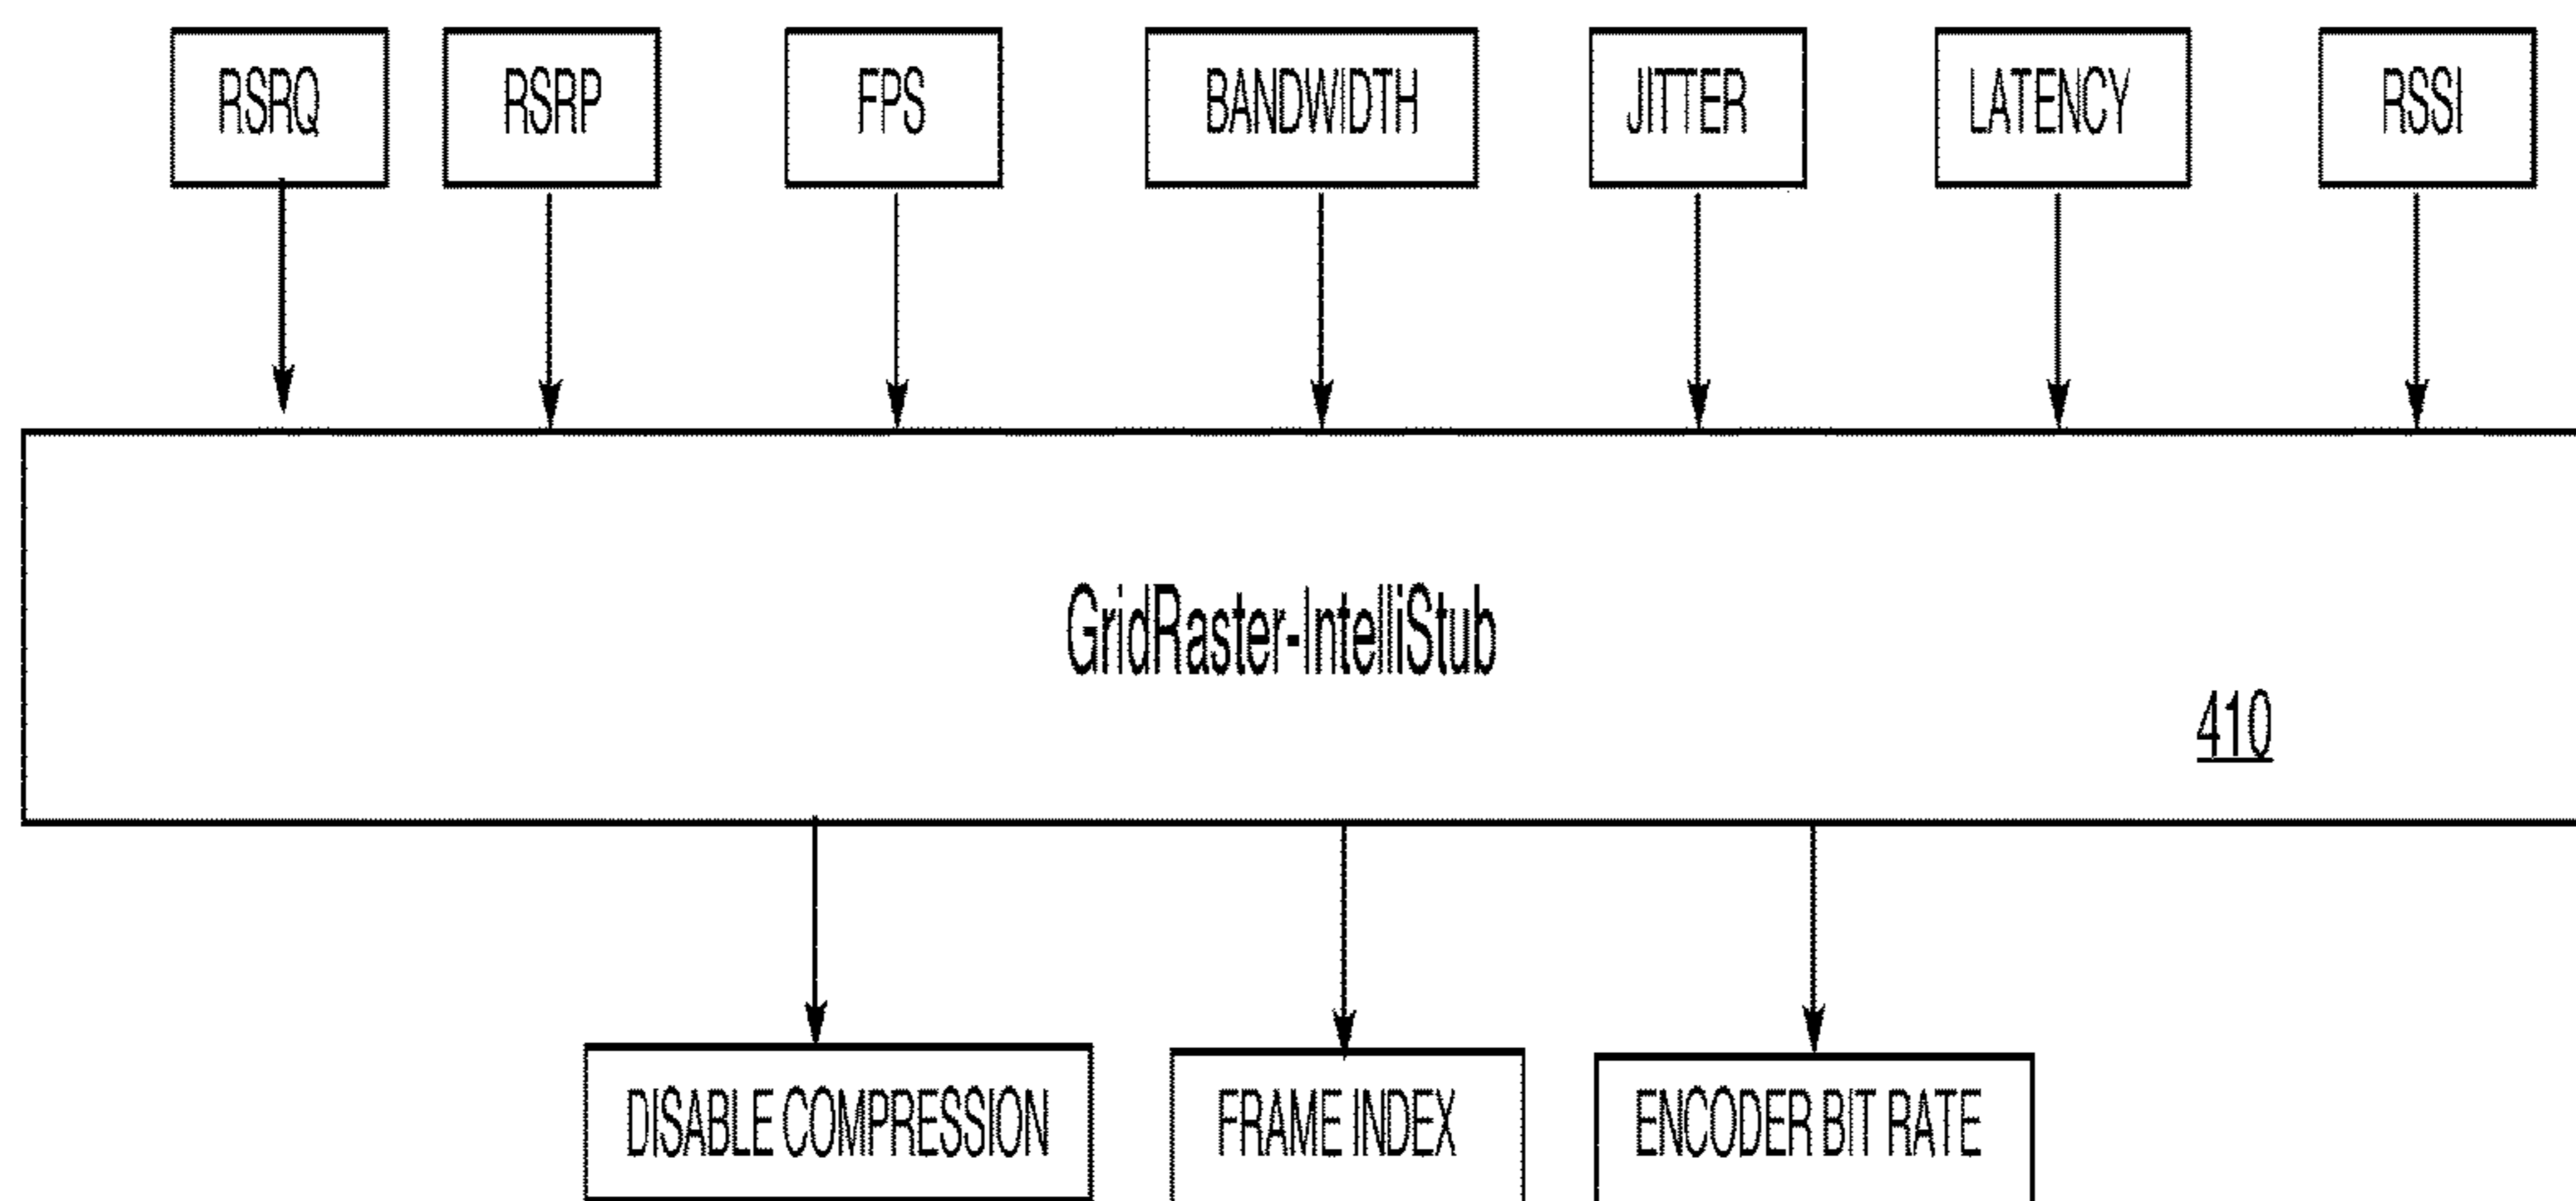 RSRQ
RSRP
FPS
BANDWIDTH
JITTER
LATENCY
RSSI
GridRaster-IntelliStub
410
DISABLE COMPRESSION
FRAME INDEX
ENCODER BIT RATE